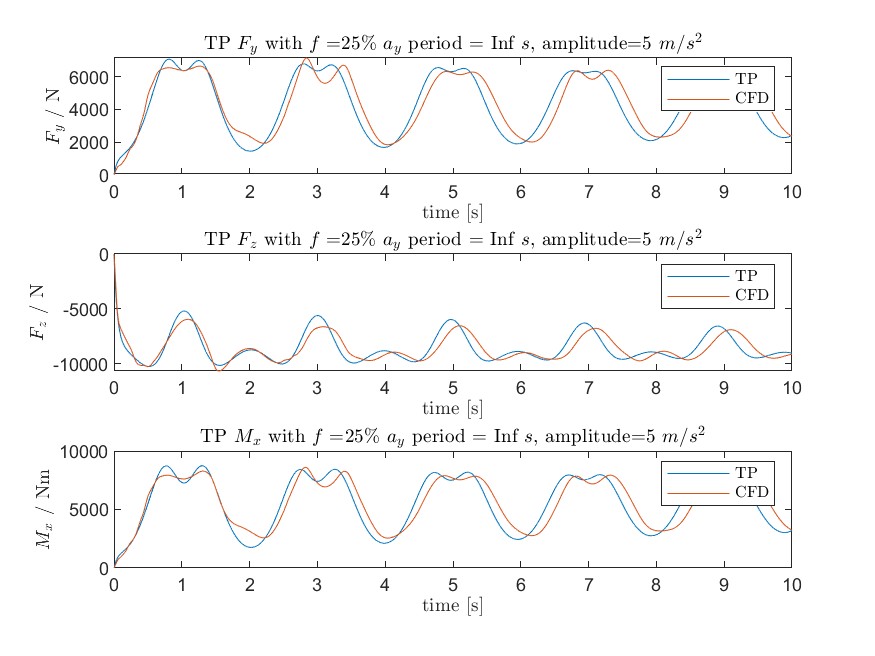 TP F_y with f =25% a_y period = Inf s, amplitude=5 m/s^2
F_y / N
6000
4000
2000
0
TP
CFD
0 1 2 3 4 5 6 7 8 9 10
time [s]
TP F_z with f =25% a_y period = Inf s, amplitude=5 m/s^2
F_z / N
0
-5000
-10000
TP
CFD
0 1 2 3 4 5 6 7 8 9 10
time [s]
TP M_x with f =25% a_y period = Inf s, amplitude=5 m/s^2
M_x / Nm
10000
5000
0
TP
CFD
0 1 2 3 4 5 6 7 8 9 10
time [s]